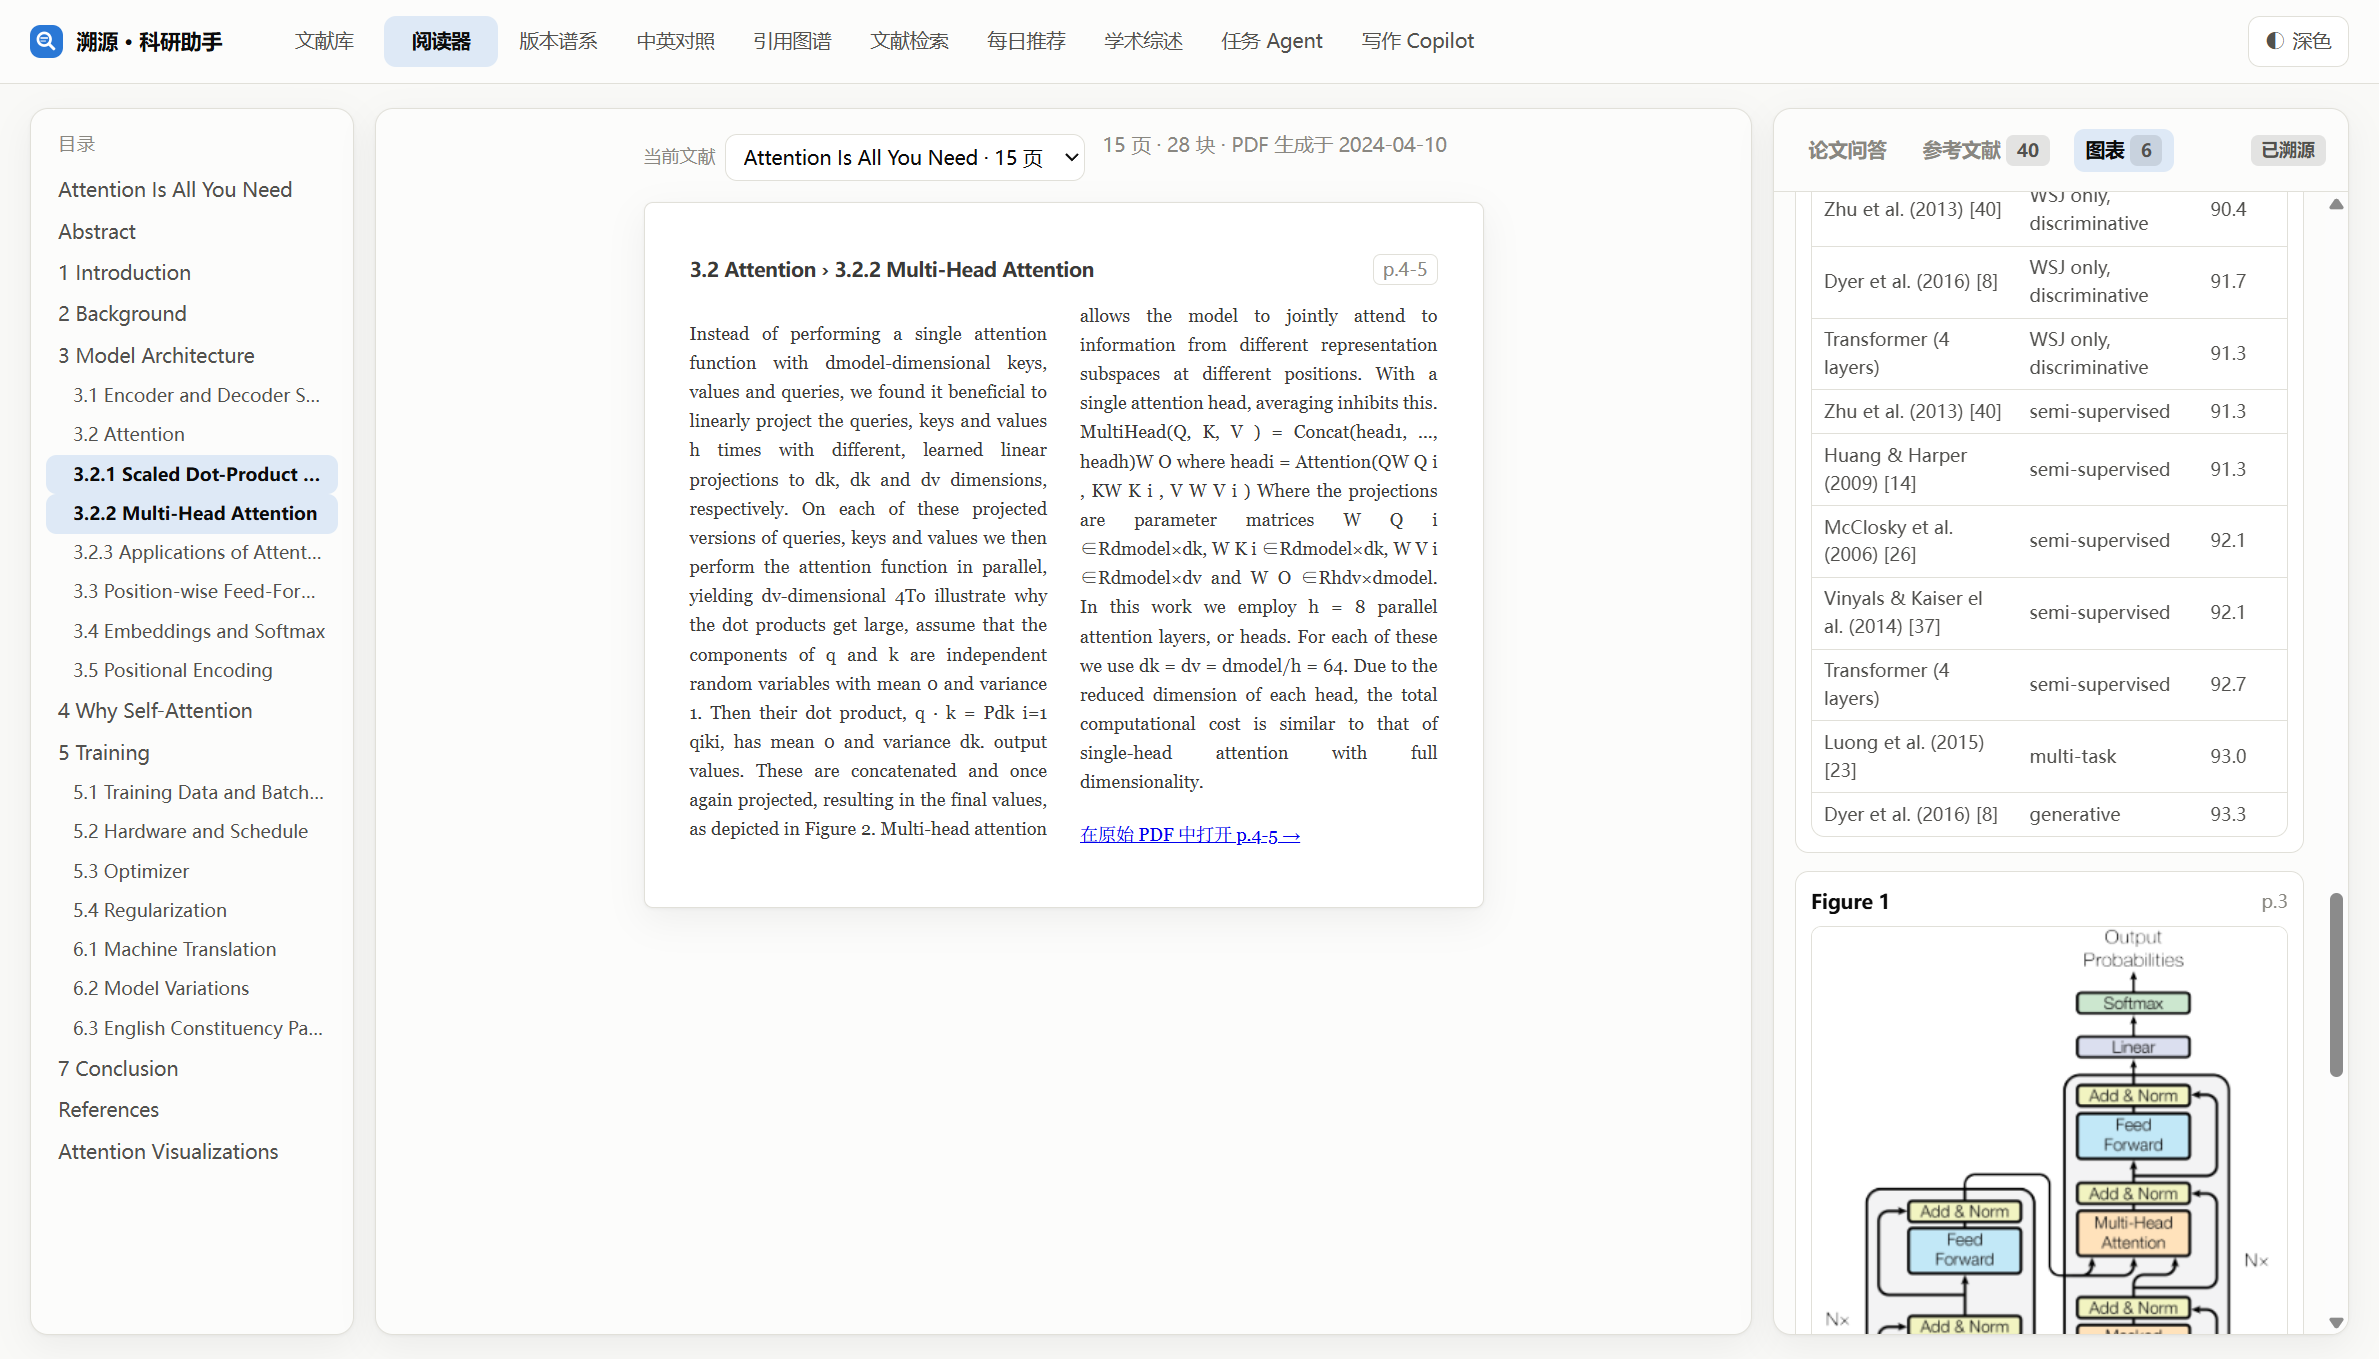 溯源 • 科研助手
文献库
阅读器
版本谱系
中英对照
引用图谱
文献检索
每日推荐
学术综述
任务 Agent
写作 Copilot
深色
目录
Attention Is All You Need
Abstract
1 Introduction
2 Background
3 Model Architecture
3.1 Encoder and Decoder S...
3.2 Attention
3.2.1 Scaled Dot-Product ...
3.2.2 Multi-Head Attention
3.2.3 Applications of Attent...
3.3 Position-wise Feed-For...
3.4 Embeddings and Softmax
3.5 Positional Encoding
4 Why Self-Attention
5 Training
5.1 Training Data and Batch...
5.2 Hardware and Schedule
5.3 Optimizer
5.4 Regularization
6.1 Machine Translation
6.2 Model Variations
6.3 English Constituency Pa...
7 Conclusion
References
Attention Visualizations
当前文献
Attention Is All You Need · 15 页
15 页 · 28 块 · PDF 生成于 2024-04-10
3.2 Attention › 3.2.2 Multi-Head Attention
p.4-5
Instead of performing a single attention
function with dmodel-dimensional keys,
values and queries, we found it beneficial to
linearly project the queries, keys and values
h times with different, learned linear
projections to dk, dk and dv dimensions,
respectively. On each of these projected
versions of queries, keys and values we then
perform the attention function in parallel,
yielding dv-dimensional 4To illustrate why
the dot products get large, assume that the
components of q and k are independent
random variables with mean 0 and variance
1. Then their dot product, q · k = Pdk i=1
qiki, has mean 0 and variance dk. output
values. These are concatenated and once
again projected, resulting in the final values,
as depicted in Figure 2. Multi-head attention
allows the model to jointly attend to
information from different representation
subspaces at different positions. With a
single attention head, averaging inhibits this.
MultiHead(Q, K, V ) = Concat(head1, ...,
headh)W O where headi = Attention(QW Q i
, KW K i , V W V i ) Where the projections
are parameter matrices W Q i
∈Rdmodel×dk, W K i ∈Rdmodel×dk, W V i
∈Rdmodel×dv and W O ∈Rhdv×dmodel.
In this work we employ h = 8 parallel
attention layers, or heads. For each of these
we use dk = dv = dmodel/h = 64. Due to the
reduced dimension of each head, the total
computational cost is similar to that of
single-head attention with full
dimensionality.
在原始 PDF 中打开 p.4-5 →
论文问答
参考文献 40
图表 6
已溯源
Zhu et al. (2013) [40]
WSJ only,
discriminative
90.4
Dyer et al. (2016) [8]
WSJ only,
discriminative
91.7
Transformer (4
layers)
WSJ only,
discriminative
91.3
Zhu et al. (2013) [40]
semi-supervised
91.3
Huang & Harper
(2009) [14]
semi-supervised
91.3
McClosky et al.
(2006) [26]
semi-supervised
92.1
Vinyals & Kaiser el
al. (2014) [37]
semi-supervised
92.1
Transformer (4
layers)
semi-supervised
92.7
Luong et al. (2015)
[23]
multi-task
93.0
Dyer et al. (2016) [8]
generative
93.3
Figure 1
p.3
Output
Probabilities
Softmax
Linear
Add & Norm
Feed
Forward
Add & Norm
Multi-Head
Attention
Add & Norm
Feed
Forward
N×
Add & Norm
N×
Add & Norm
Masked